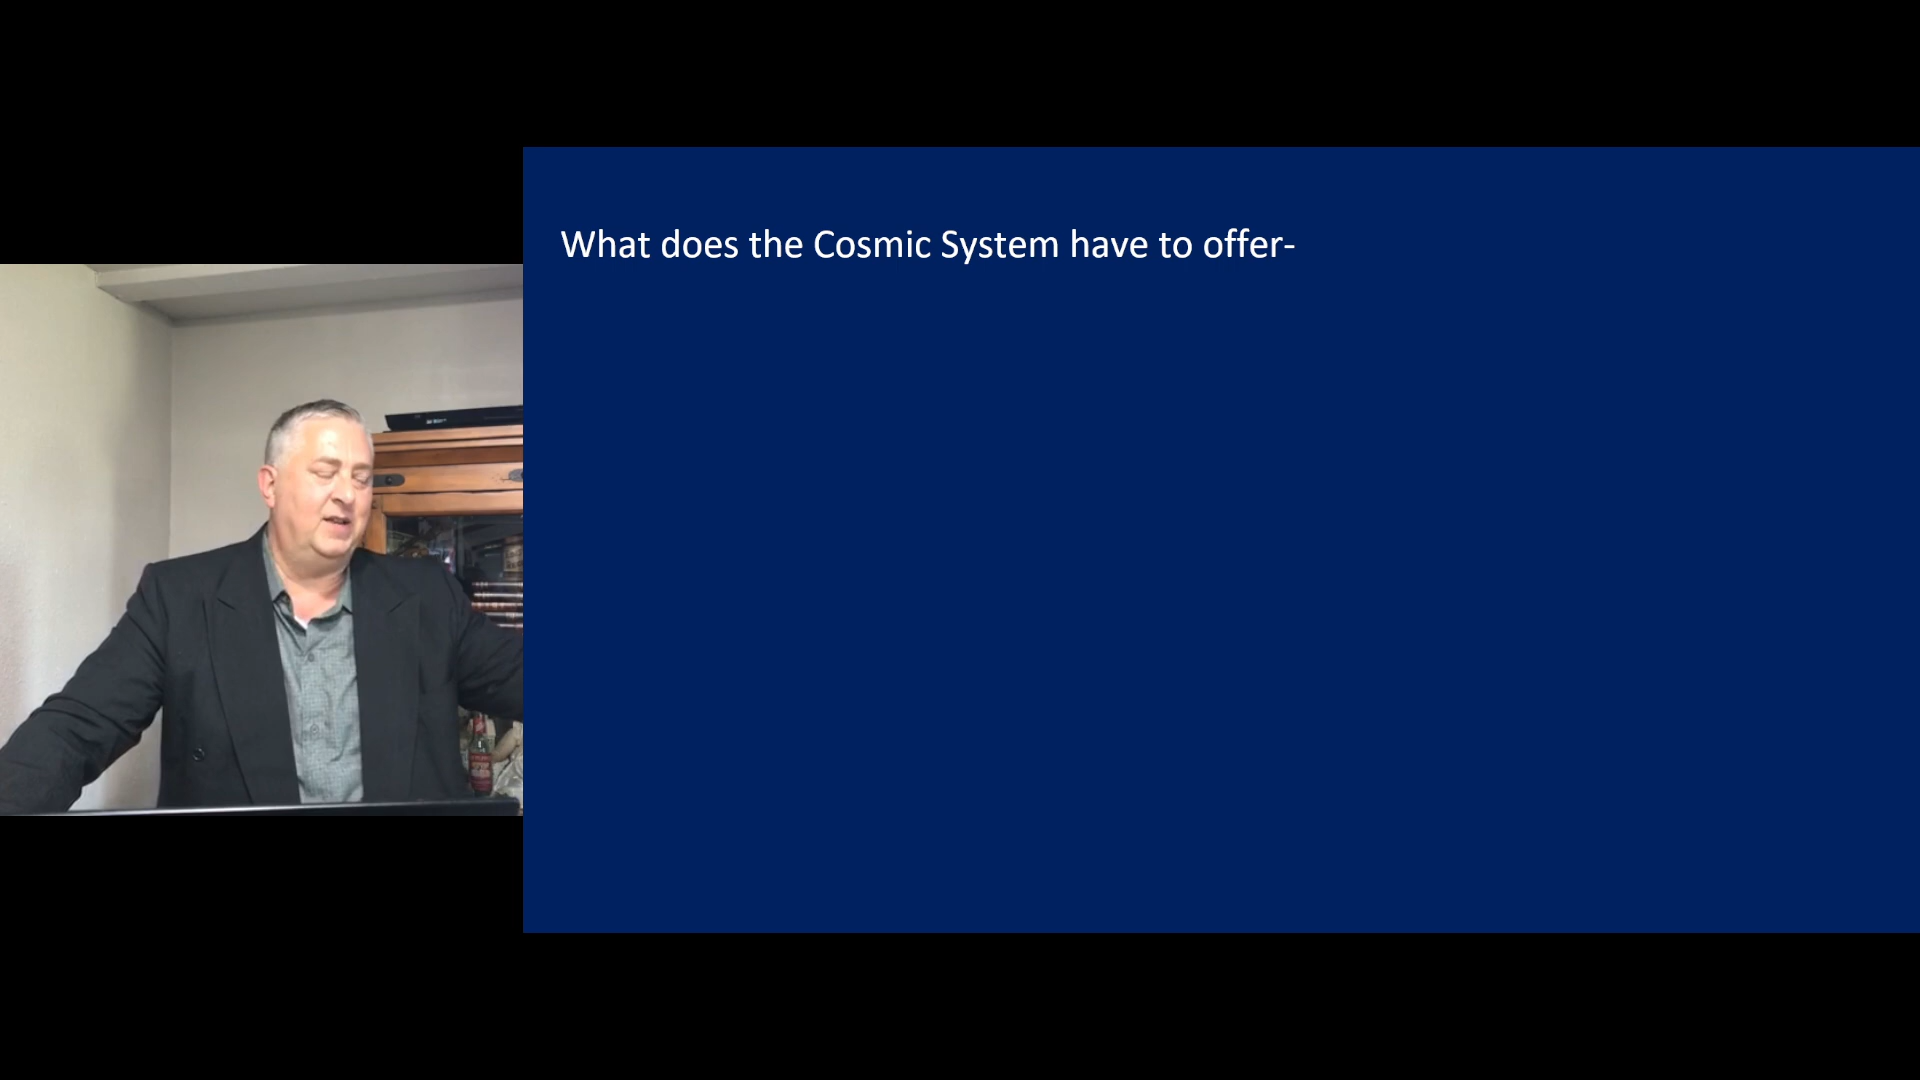 What does the Cosmic System have to offer-